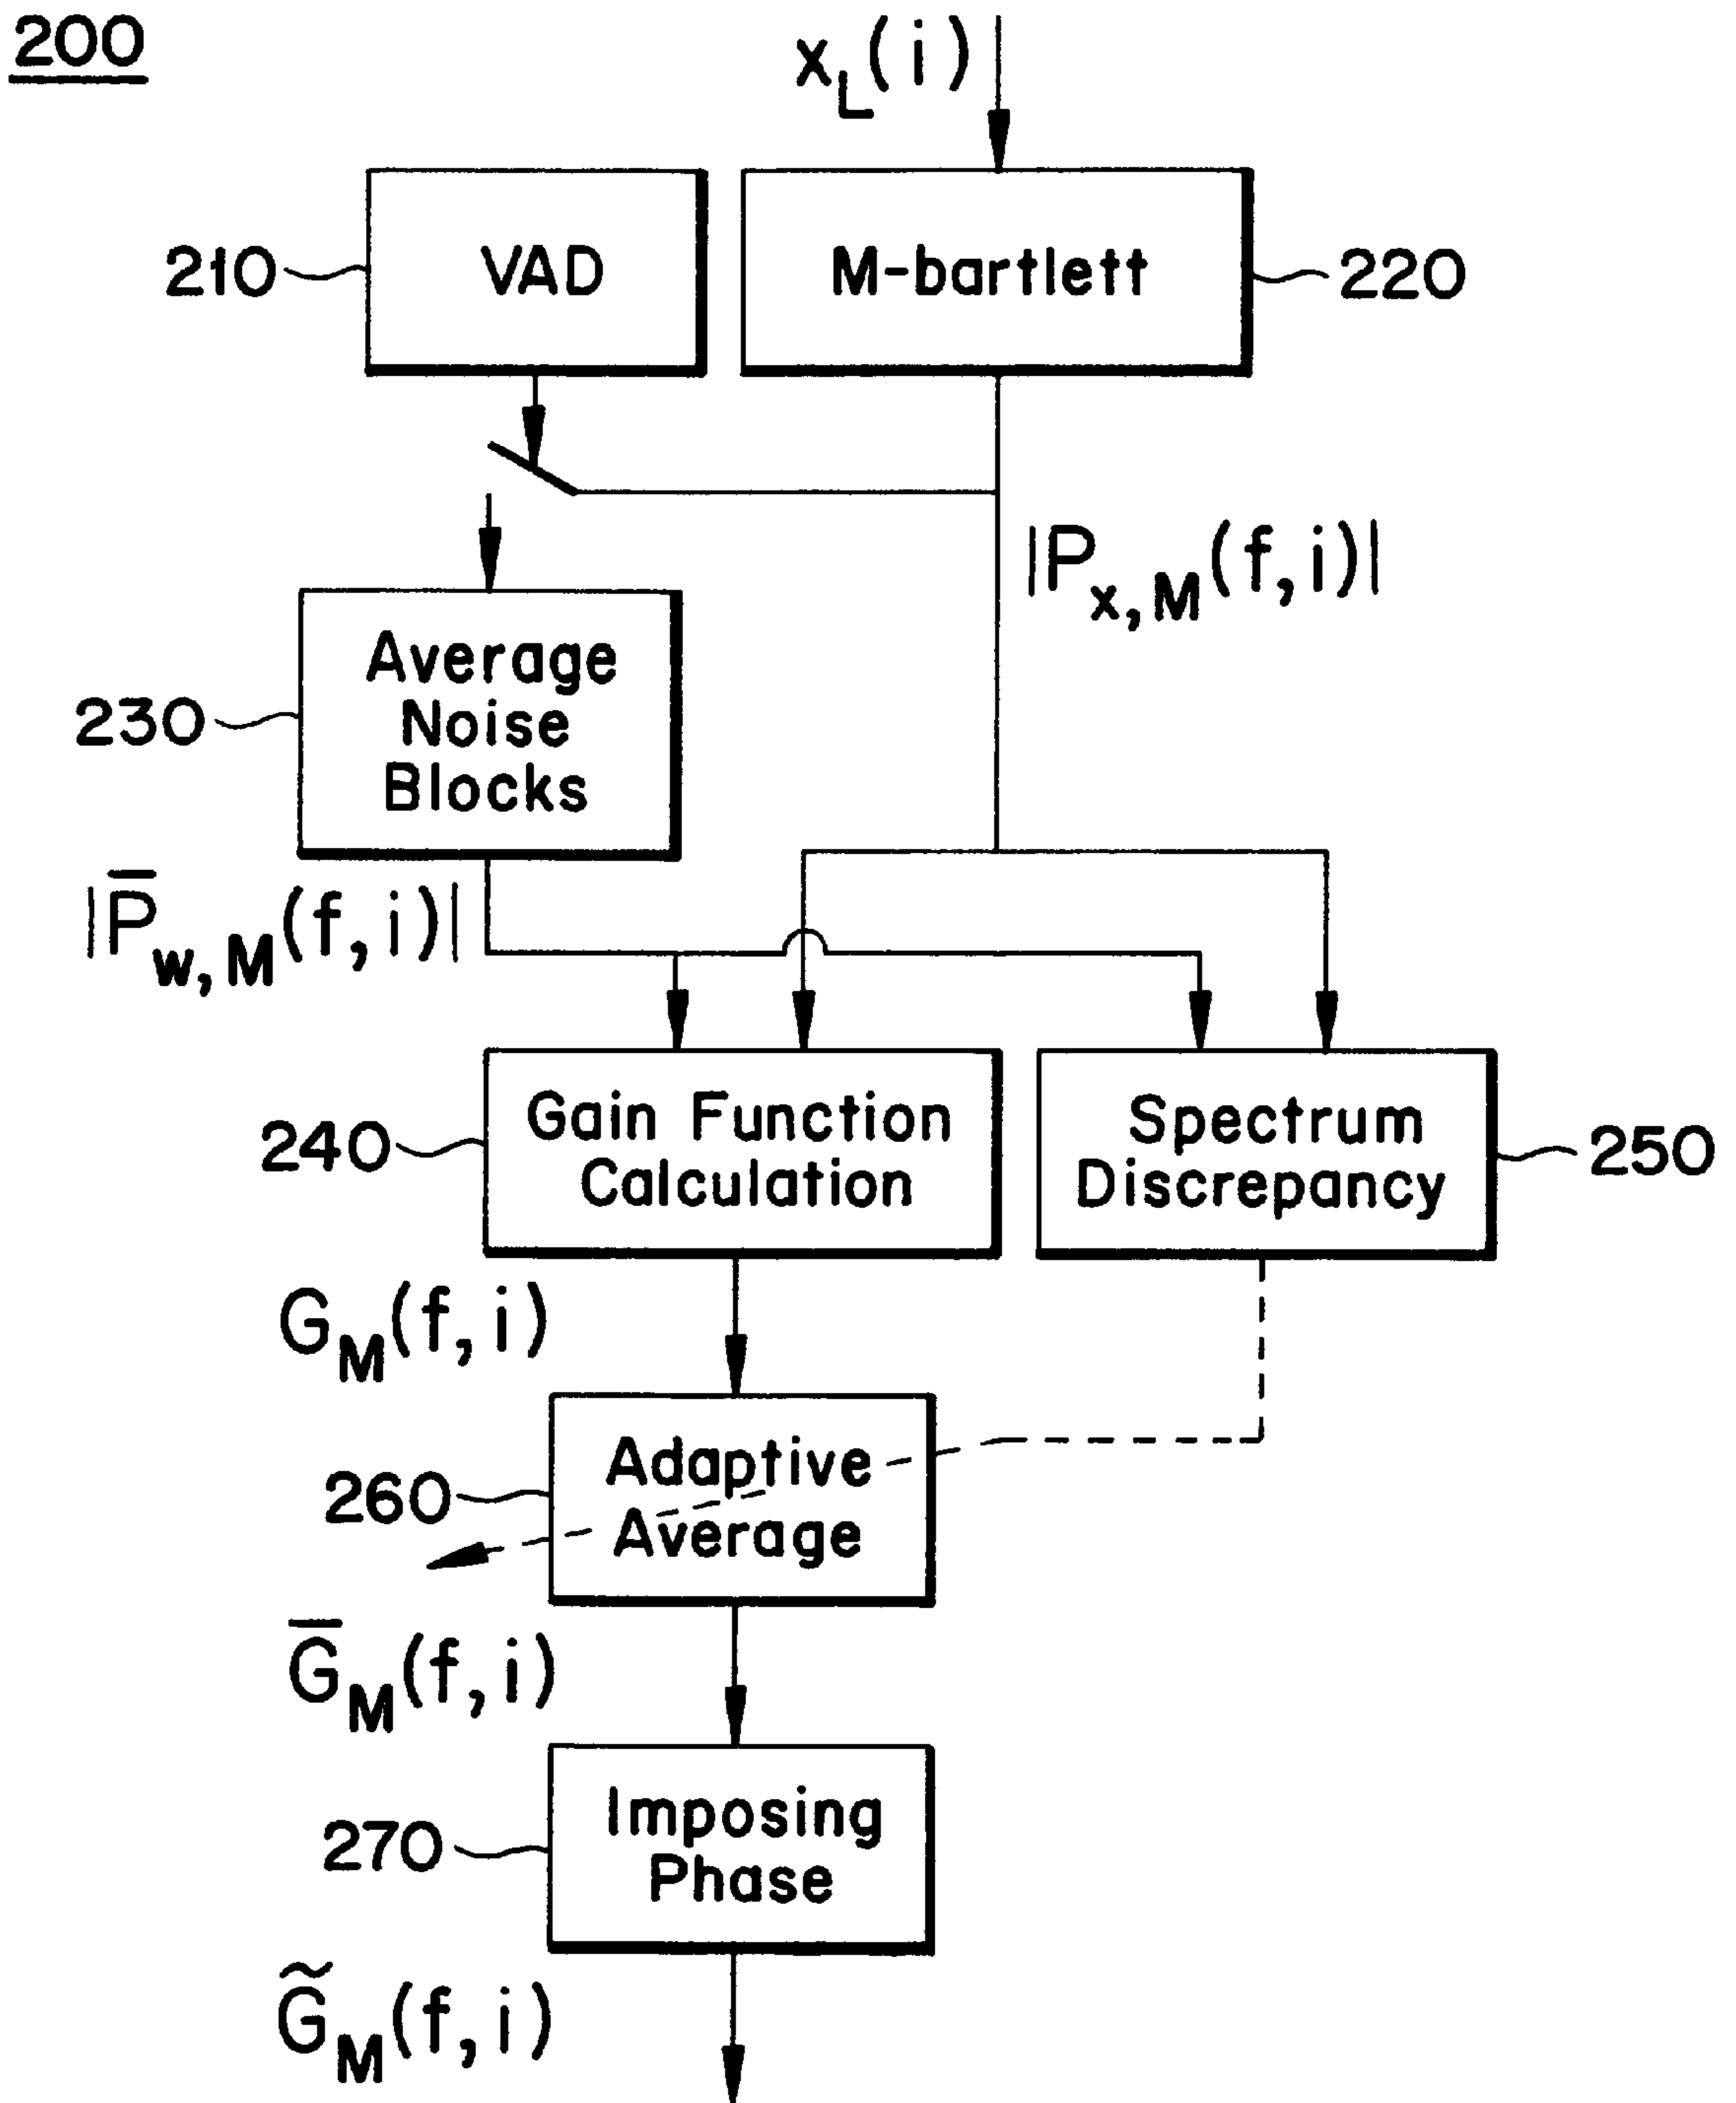 200
x_L(i)
210
VAD
M-bartlett
220
|P_x,M(f,i)|
230
Average
Noise
Blocks
|P̅_w,M(f,i)|
240
Gain Function
Calculation
Spectrum
Discrepancy
250
G_M(f,i)
260
Adaptive
Average
G̅_M(f,i)
270
Imposing
Phase
G̃_M(f,i)